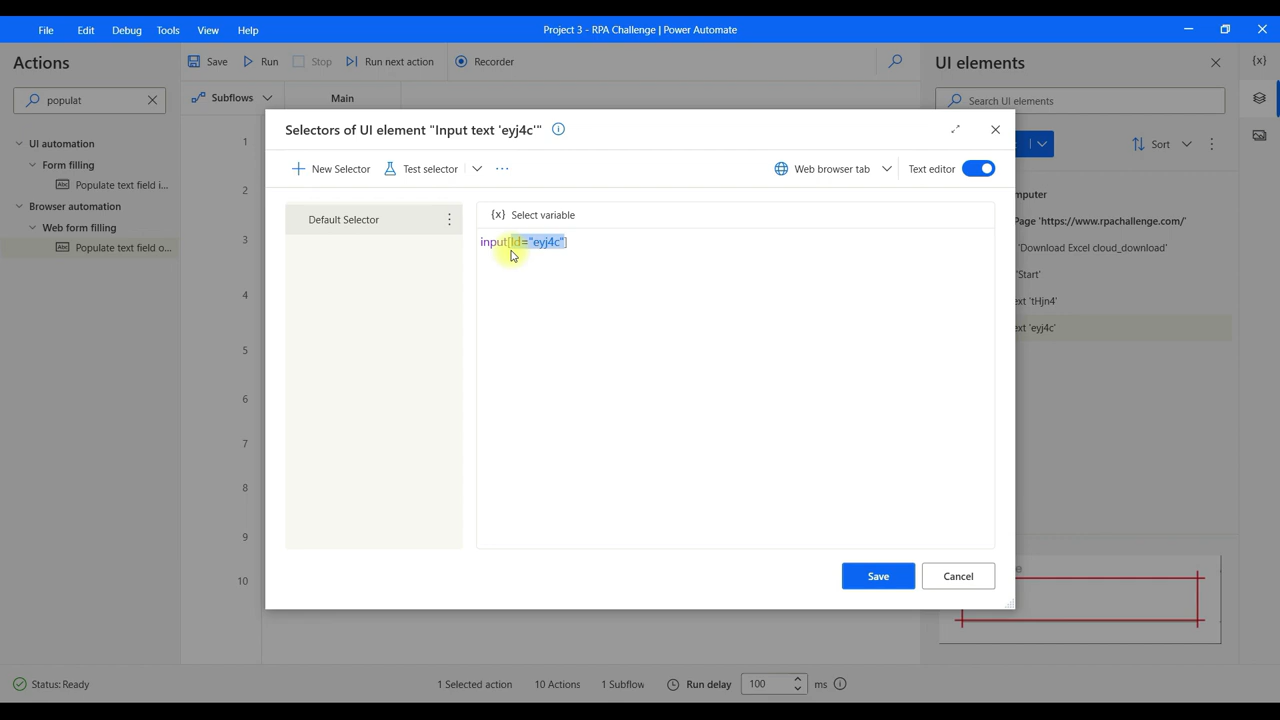 File Edit Debug Tools View Help Project 3 - RPA Challenge | Power Automate
Actions
Save Run Stop Run next action Recorder
UI elements
{x}
populat
Subflows Main
Search UI elements
Selectors of UI element "Input text 'eyj4c'"
New Selector Test selector ... Web browser tab Text editor
Sort
UI automation
Form filling
Populate text field i...
Browser automation
Web form filling
Populate text field o...
1
2
3
4
5
6
7
8
9
10
Default Selector
{x} Select variable
input[Id="eyj4c"]
mputer
Page 'https://www.rpachallenge.com/'
'Download Excel cloud_download'
'Start'
ext 'tHjn4'
ext 'eyj4c'
Save Cancel
Status: Ready 1 Selected action 10 Actions 1 Subflow Run delay 100 ms